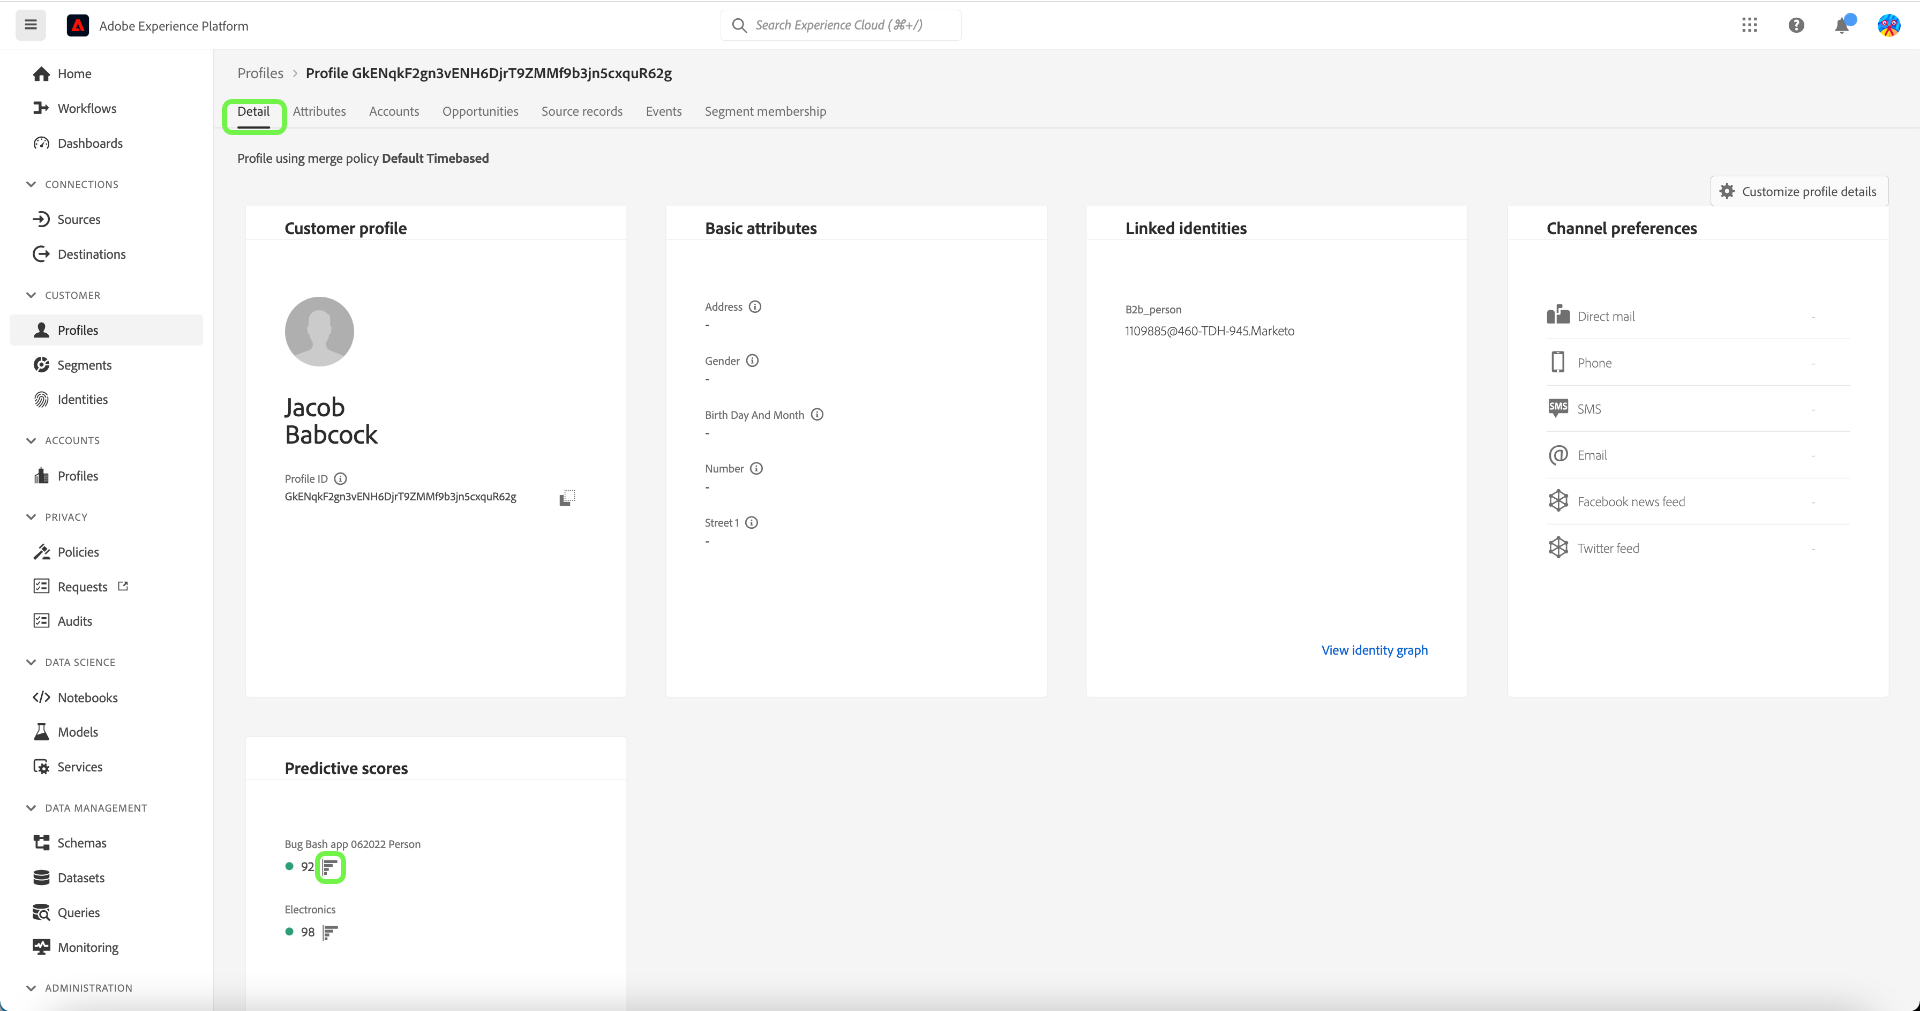 Adobe Experience Platform
Search Experience Cloud (⌘+/)
Home
Workflows
Dashboards
CONNECTIONS
Sources
Destinations
CUSTOMER
Profiles
Segments
Identities
ACCOUNTS
Profiles
PRIVACY
Policies
Requests
Audits
DATA SCIENCE
Notebooks
Models
Services
DATA MANAGEMENT
Schemas
Datasets
Queries
Monitoring
ADMINISTRATION
Profiles > Profile GkENqkF2gn3vENH6DjrT9ZMMf9b3jn5cxquR62g
Detail Attributes Accounts Opportunities Source records Events Segment membership
Profile using merge policy Default Timebased
Customize profile details
Customer profile
Jacob
Babcock
Profile ID
GkENqkF2gn3vENH6DjrT9ZMMf9b3jn5cxquR62g
Basic attributes
Address
-
Gender
-
Birth Day And Month
-
Number
-
Street 1
-
Linked identities
B2b_person
1109885@460-TDH-945.Marketo
View identity graph
Channel preferences
Direct mail -
Phone -
SMS SMS -
Email -
Facebook news feed -
Twitter feed -
Predictive scores
Bug Bash app 062022 Person
92
Electronics
98